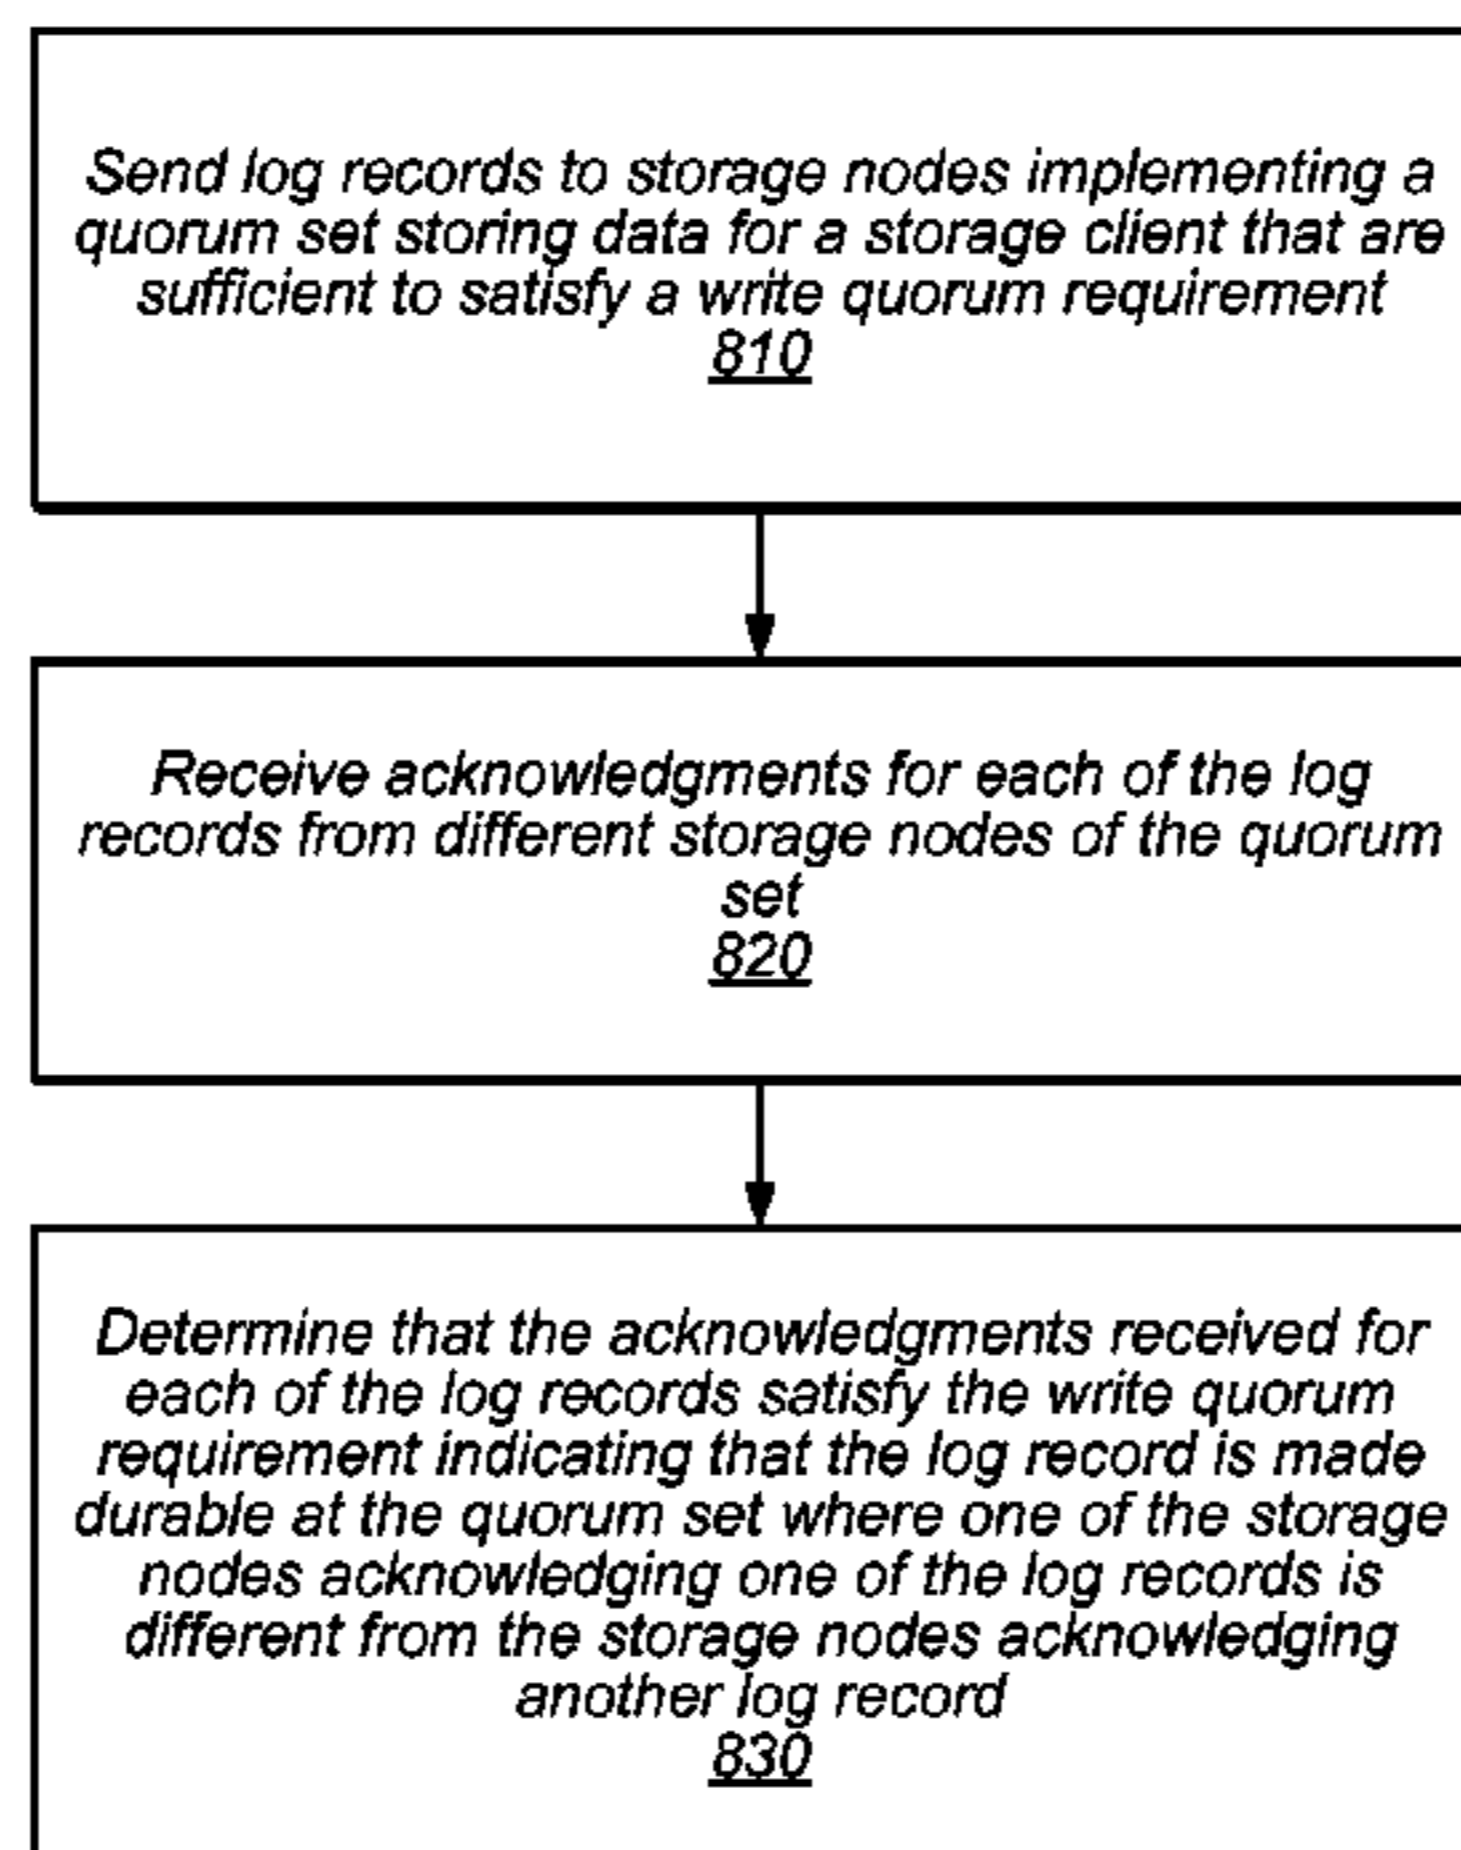 Send log records to storage nodes implementing a
quorum set storing data for a storage client that are
sufficient to satisfy a write quorum requirement
810
Receive acknowledgments for each of the log
records from different storage nodes of the quorum
set
820
Determine that the acknowledgments received for
each of the log records satisfy the write quorum
requirement indicating that the log record is made
durable at the quorum set where one of the storage
nodes acknowledging one of the log records is
different from the storage nodes acknowledging
another log record
830